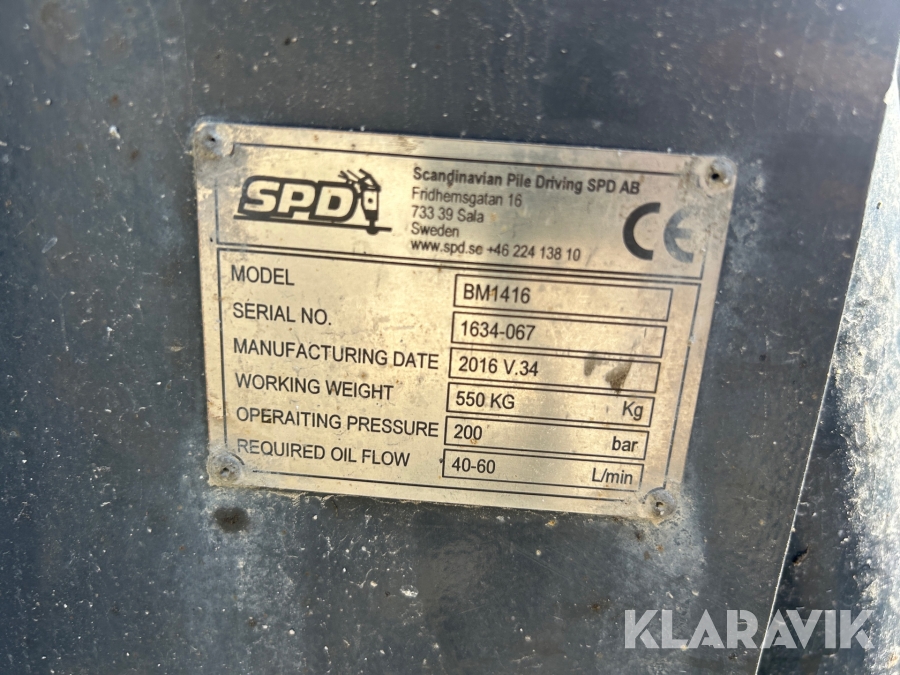 SPD
Scandinavian Pile Driving SPD AB
Fridhemsgatan 16
733 39 Sala
Sweden
www.spd.se +46 224 138 10
CE
MODEL BM1416
SERIAL NO. 1634-067
MANUFACTURING DATE 2016 V.34
WORKING WEIGHT 550 KG Kg
OPERAITING PRESSURE 200 bar
REQUIRED OIL FLOW 40-60 L/min
KLARAVIK